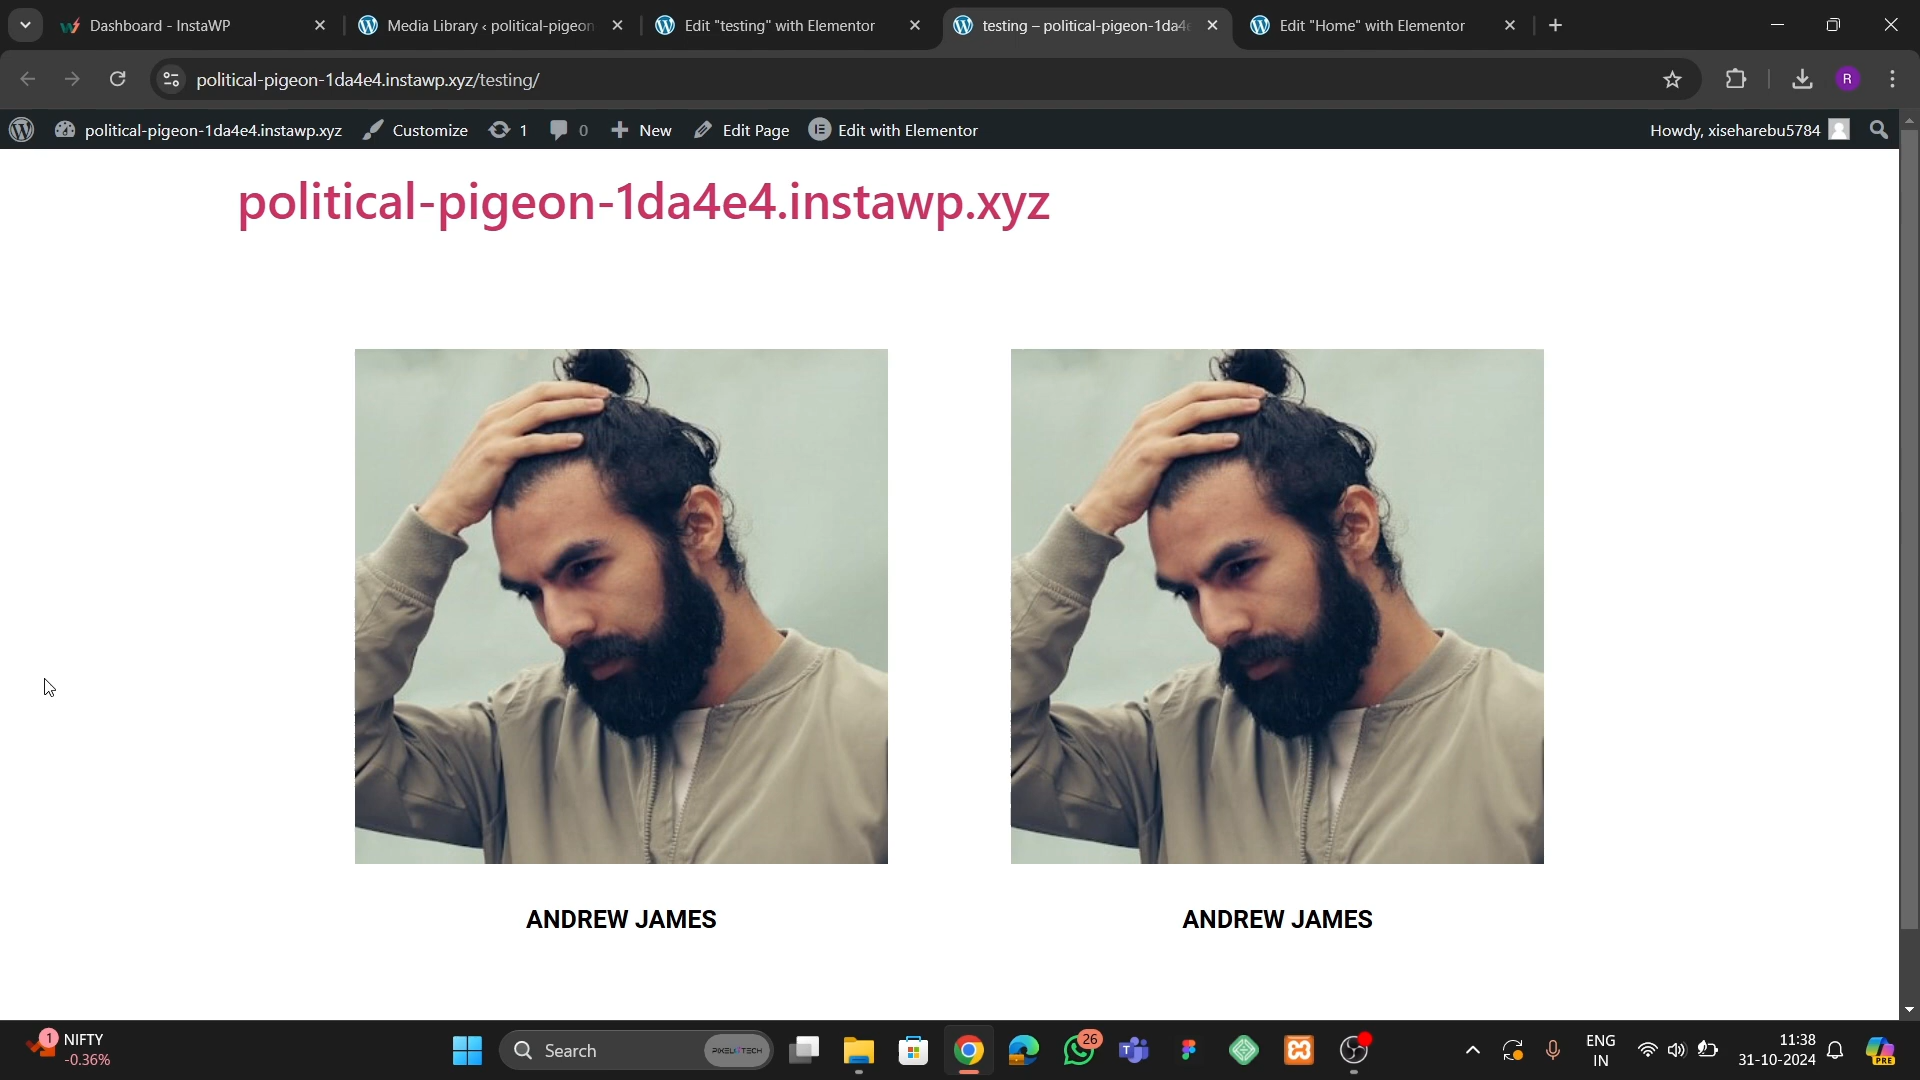 Dashboard - InstaWP
Media Library ‹ political-pigeon
Edit "testing" with Elementor
testing – political-pigeon-1da4e
Edit "Home" with Elementor
political-pigeon-1da4e4.instawp.xyz/testing/
R
political-pigeon-1da4e4.instawp.xyz
Customize
1
0
New
Edit Page
Edit with Elementor
Howdy, xiseharebu5784
political-pigeon-1da4e4.instawp.xyz
ANDREW JAMES
ANDREW JAMES
1
NIFTY
-0.36%
Search
26
ENG
IN
11:38
31-10-2024
PRE